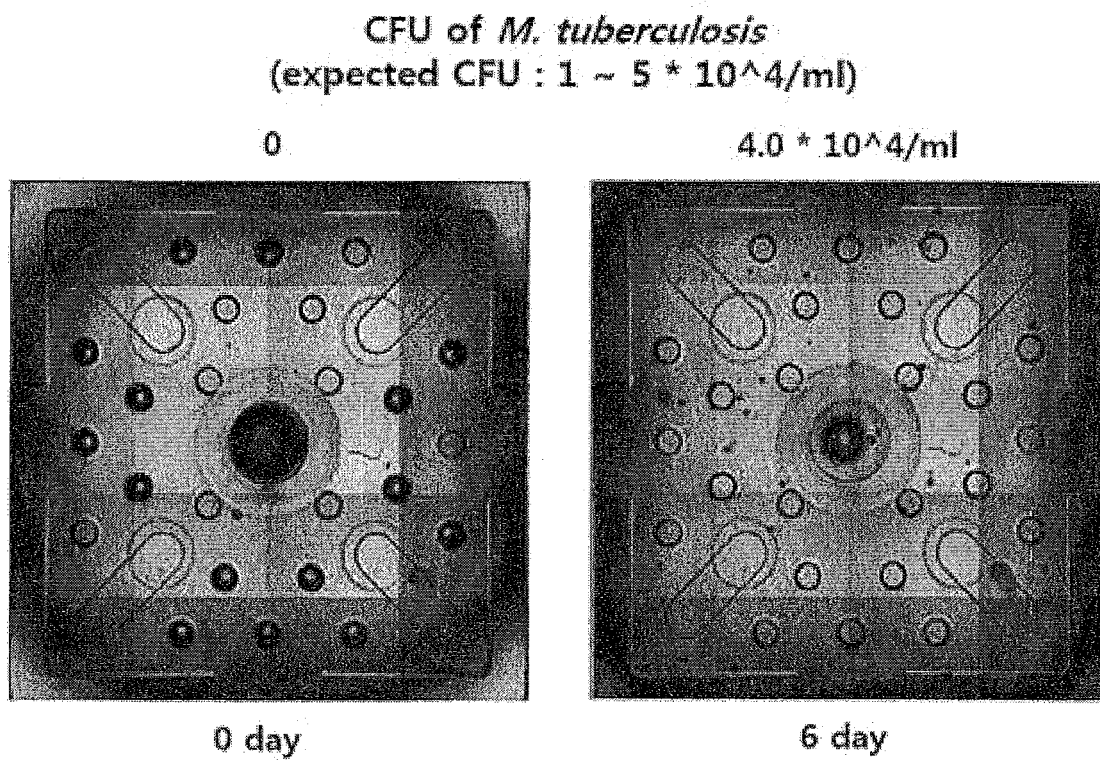 CFU of M. tuberculosis
(expected CFU : 1 ~ 5 * 10^4/ml)
0
4.0 * 10^4/ml
0 day
6 day